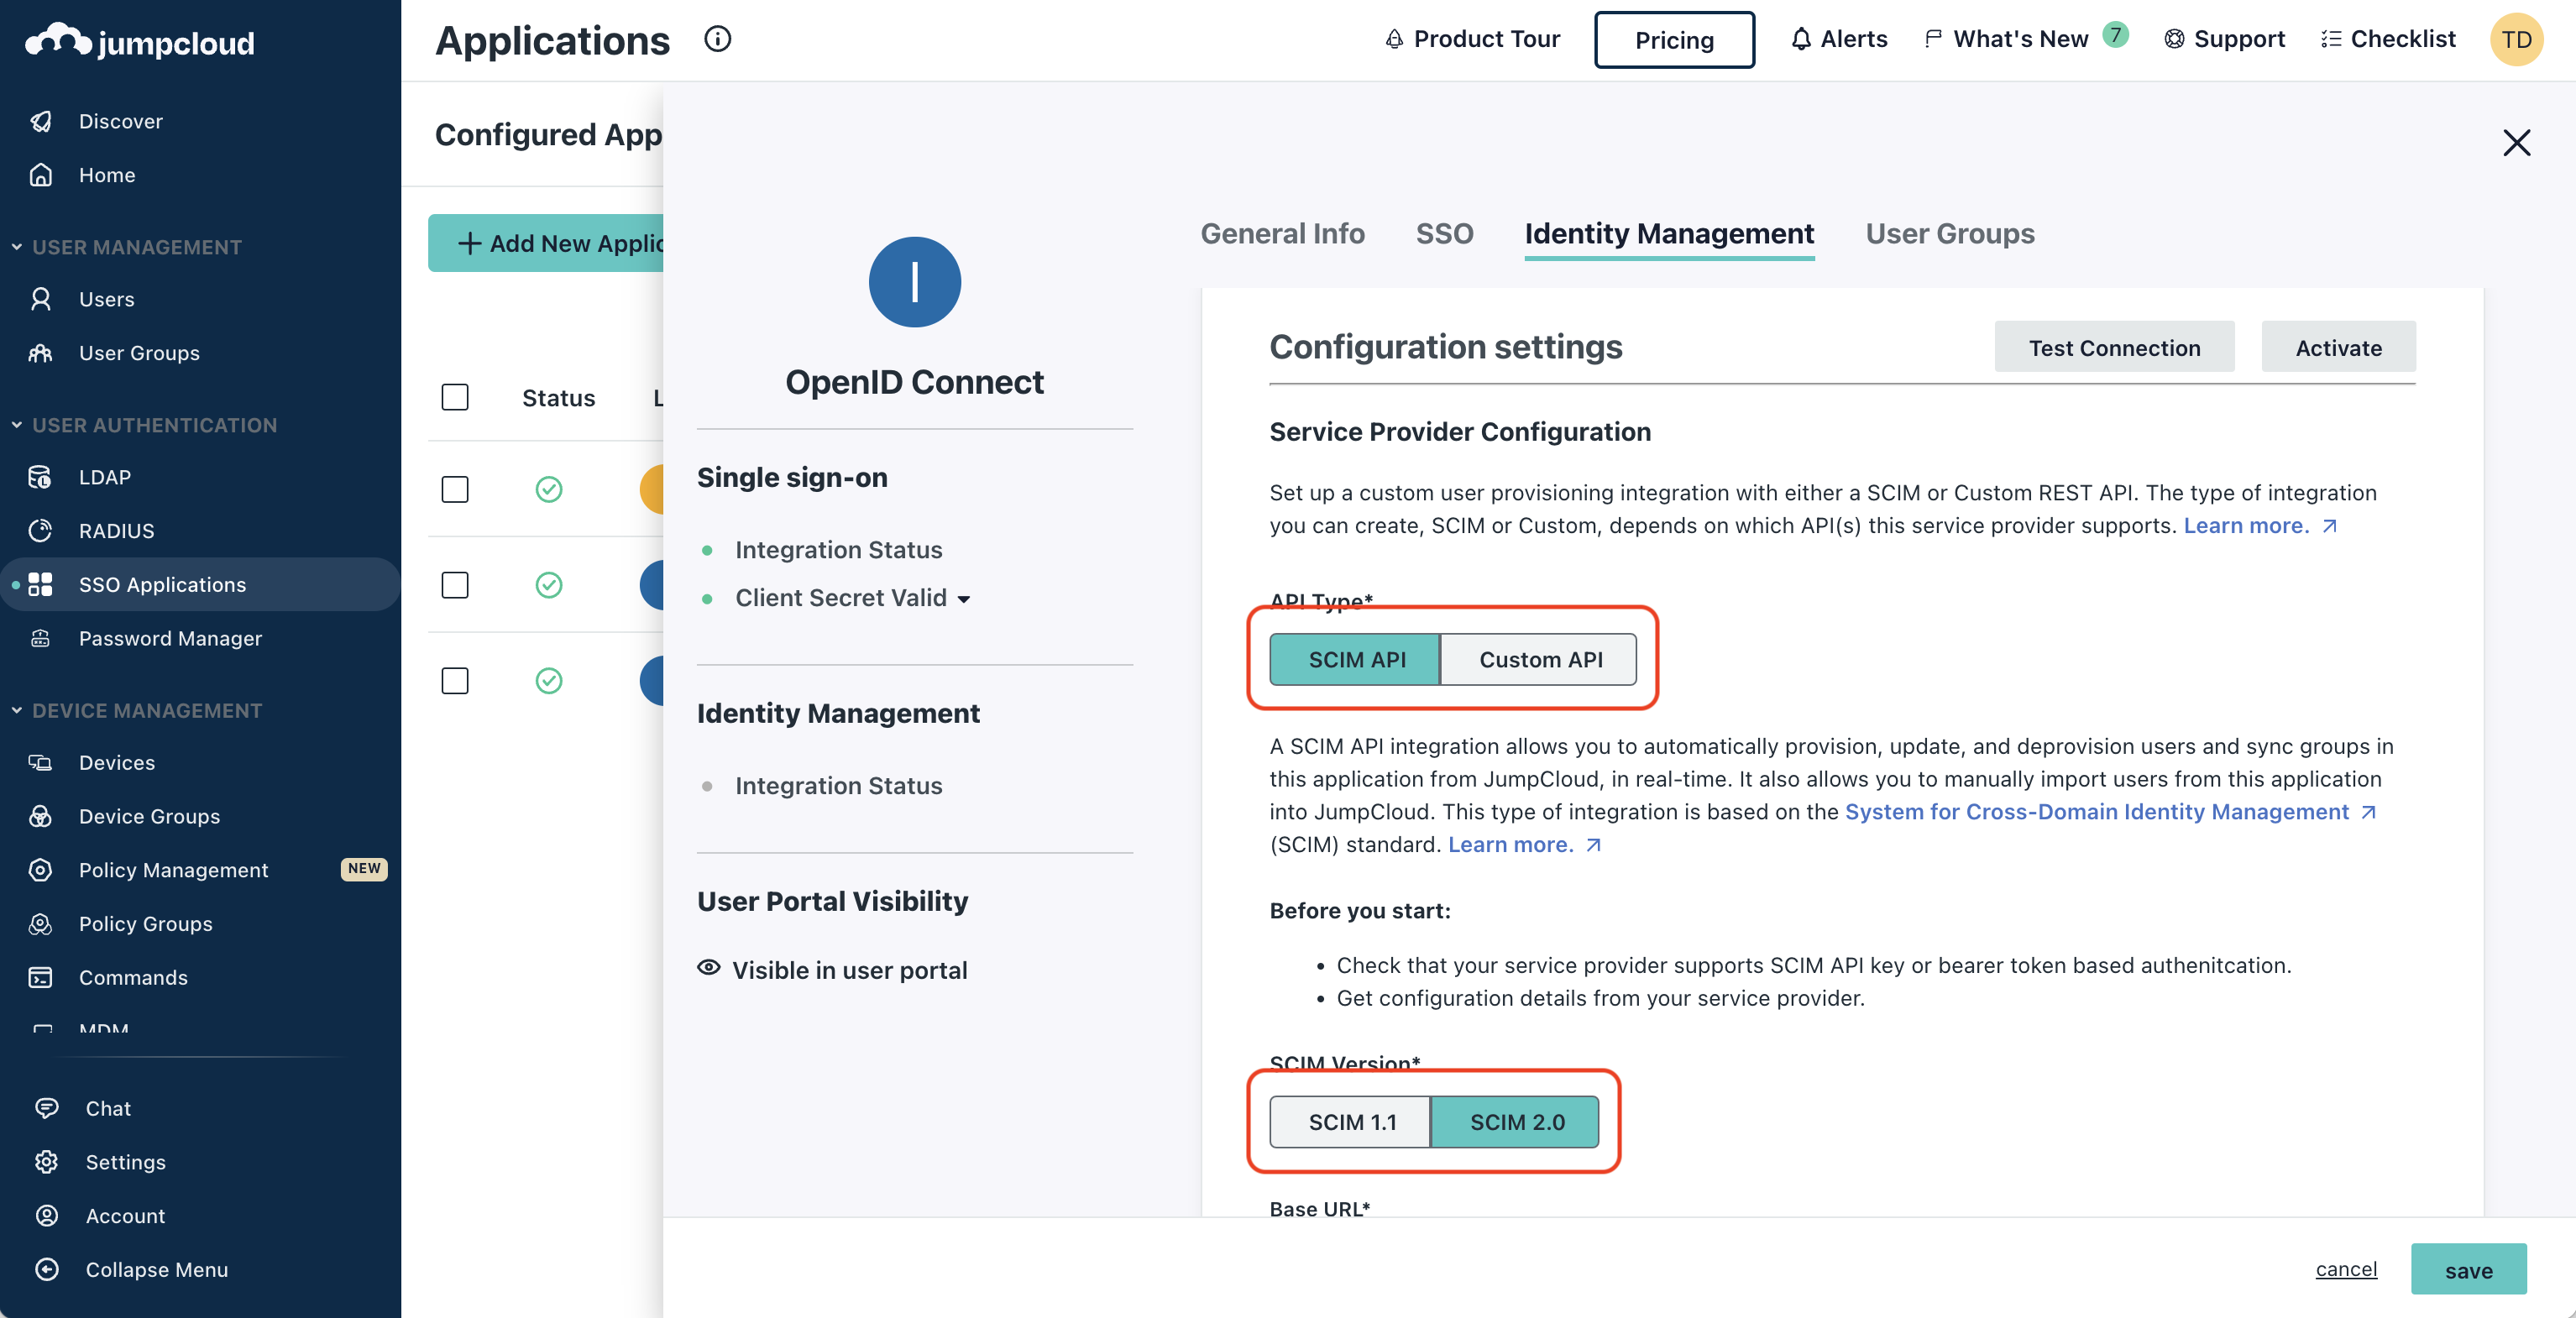 jumpcloud
Discover
Home
USER MANAGEMENT
Users
User Groups
USER AUTHENTICATION
LDAP
RADIUS
SSO Applications
Password Manager
DEVICE MANAGEMENT
Devices
Device Groups
Policy Management NEW
Policy Groups
Commands
MDM
Chat
Settings
Account
Collapse Menu
Applications
Product Tour
Pricing
Alerts
What's New 7
Support
Checklist
TD
Configured App
+ Add New Applic
Status L
I
OpenID Connect
Single sign-on
Integration Status
Client Secret Valid
Identity Management
Integration Status
User Portal Visibility
Visible in user portal
General Info SSO Identity Management User Groups
Configuration settings
Test Connection Activate
Service Provider Configuration
Set up a custom user provisioning integration with either a SCIM or Custom REST API. The type of integration
you can create, SCIM or Custom, depends on which API(s) this service provider supports. Learn more.
API Type*
SCIM API Custom API
A SCIM API integration allows you to automatically provision, update, and deprovision users and sync groups in
this application from JumpCloud, in real-time. It also allows you to manually import users from this application
into JumpCloud. This type of integration is based on the System for Cross-Domain Identity Management
(SCIM) standard. Learn more.
Before you start:
• Check that your service provider supports SCIM API key or bearer token based authenitcation.
• Get configuration details from your service provider.
SCIM Version*
SCIM 1.1 SCIM 2.0
Base URL*
cancel save